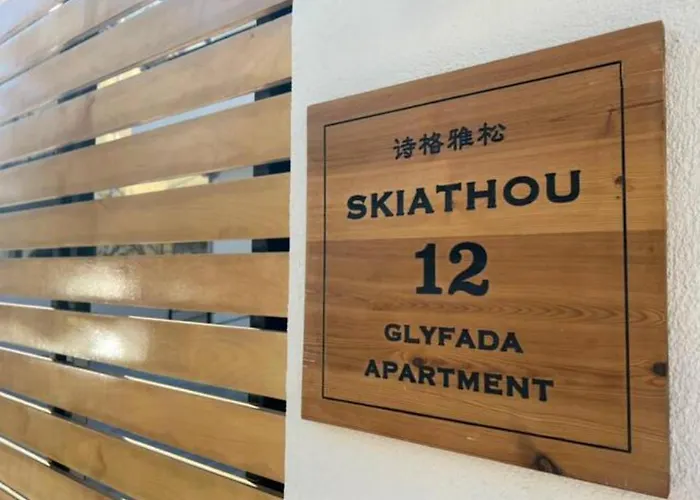 诗格雅松
SKIATHOU
12
GLYFADA
APARTMENT